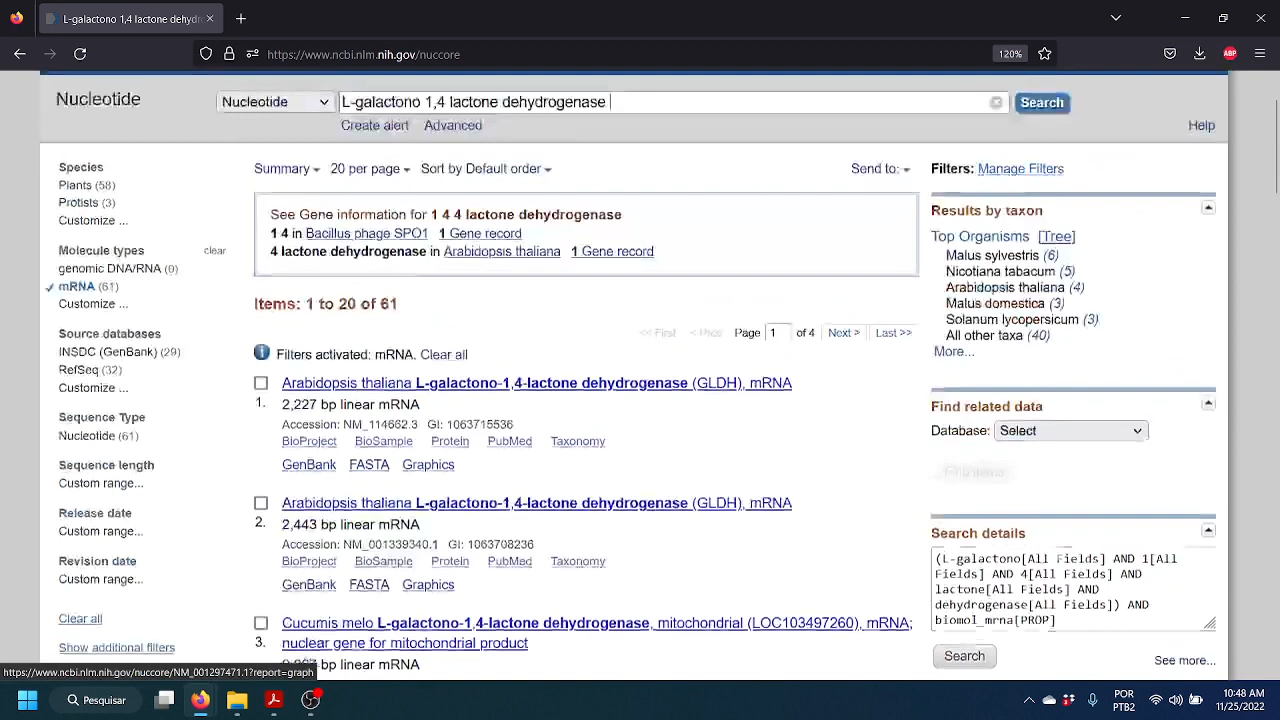 L-galactono 1,4 lactone dehydr
https://www.ncbi.nlm.nih.gov/nuccore
120%
ABP
Nucleotide
Nucleotide
L-galactono 1,4 lactone dehydrogenase
Search
Create alert
Advanced
Help
Species
Plants (58)
Protists (3)
Customize ...
Molecule types
clear
genomic DNA/RNA (0)
mRNA (61)
Customize ...
Source databases
INSDC (GenBank) (29)
RefSeq (32)
Customize ...
Sequence Type
Nucleotide (61)
Sequence length
Custom range...
Release date
Custom range...
Revision date
Custom range...
Clear all
Show additional filters
Summary
20 per page
Sort by Default order
Send to:
See Gene information for 1 4 4 lactone dehydrogenase
1 4 in Bacillus phage SPO1 1 Gene record
4 lactone dehydrogenase in Arabidopsis thaliana 1 Gene record
Items: 1 to 20 of 61
<< First < Prev Page 1 of 4 Next > Last >>
Filters activated: mRNA. Clear all
Arabidopsis thaliana L-galactono-1,4-lactone dehydrogenase (GLDH), mRNA
1.
2,227 bp linear mRNA
Accession: NM_114662.3 GI: 1063715536
BioProject BioSample Protein PubMed Taxonomy
GenBank FASTA Graphics
Arabidopsis thaliana L-galactono-1,4-lactone dehydrogenase (GLDH), mRNA
2.
2,443 bp linear mRNA
Accession: NM_001339340.1 GI: 1063708236
BioProject BioSample Protein PubMed Taxonomy
GenBank FASTA Graphics
Cucumis melo L-galactono-1,4-lactone dehydrogenase, mitochondrial (LOC103497260), mRNA;
3.
nuclear gene for mitochondrial product
bp linear mRNA
Filters: Manage Filters
Results by taxon
Top Organisms [Tree]
Malus sylvestris (6)
Nicotiana tabacum (5)
Arabidopsis thaliana (4)
Malus domestica (3)
Solanum lycopersicum (3)
All other taxa (40)
More...
Find related data
Database: Select
Search details
(L-galactono[All Fields] AND 1[All
Fields] AND 4[All Fields] AND
lactone[All Fields] AND
dehydrogenase[All Fields]) AND
biomol_mrna[PROP]
Search
See more...
https://www.ncbi.nlm.nih.gov/nuccore/NM_001297471.1?report=graph
Pesquisar
POR
PTB2
10:48 AM
11/25/2022